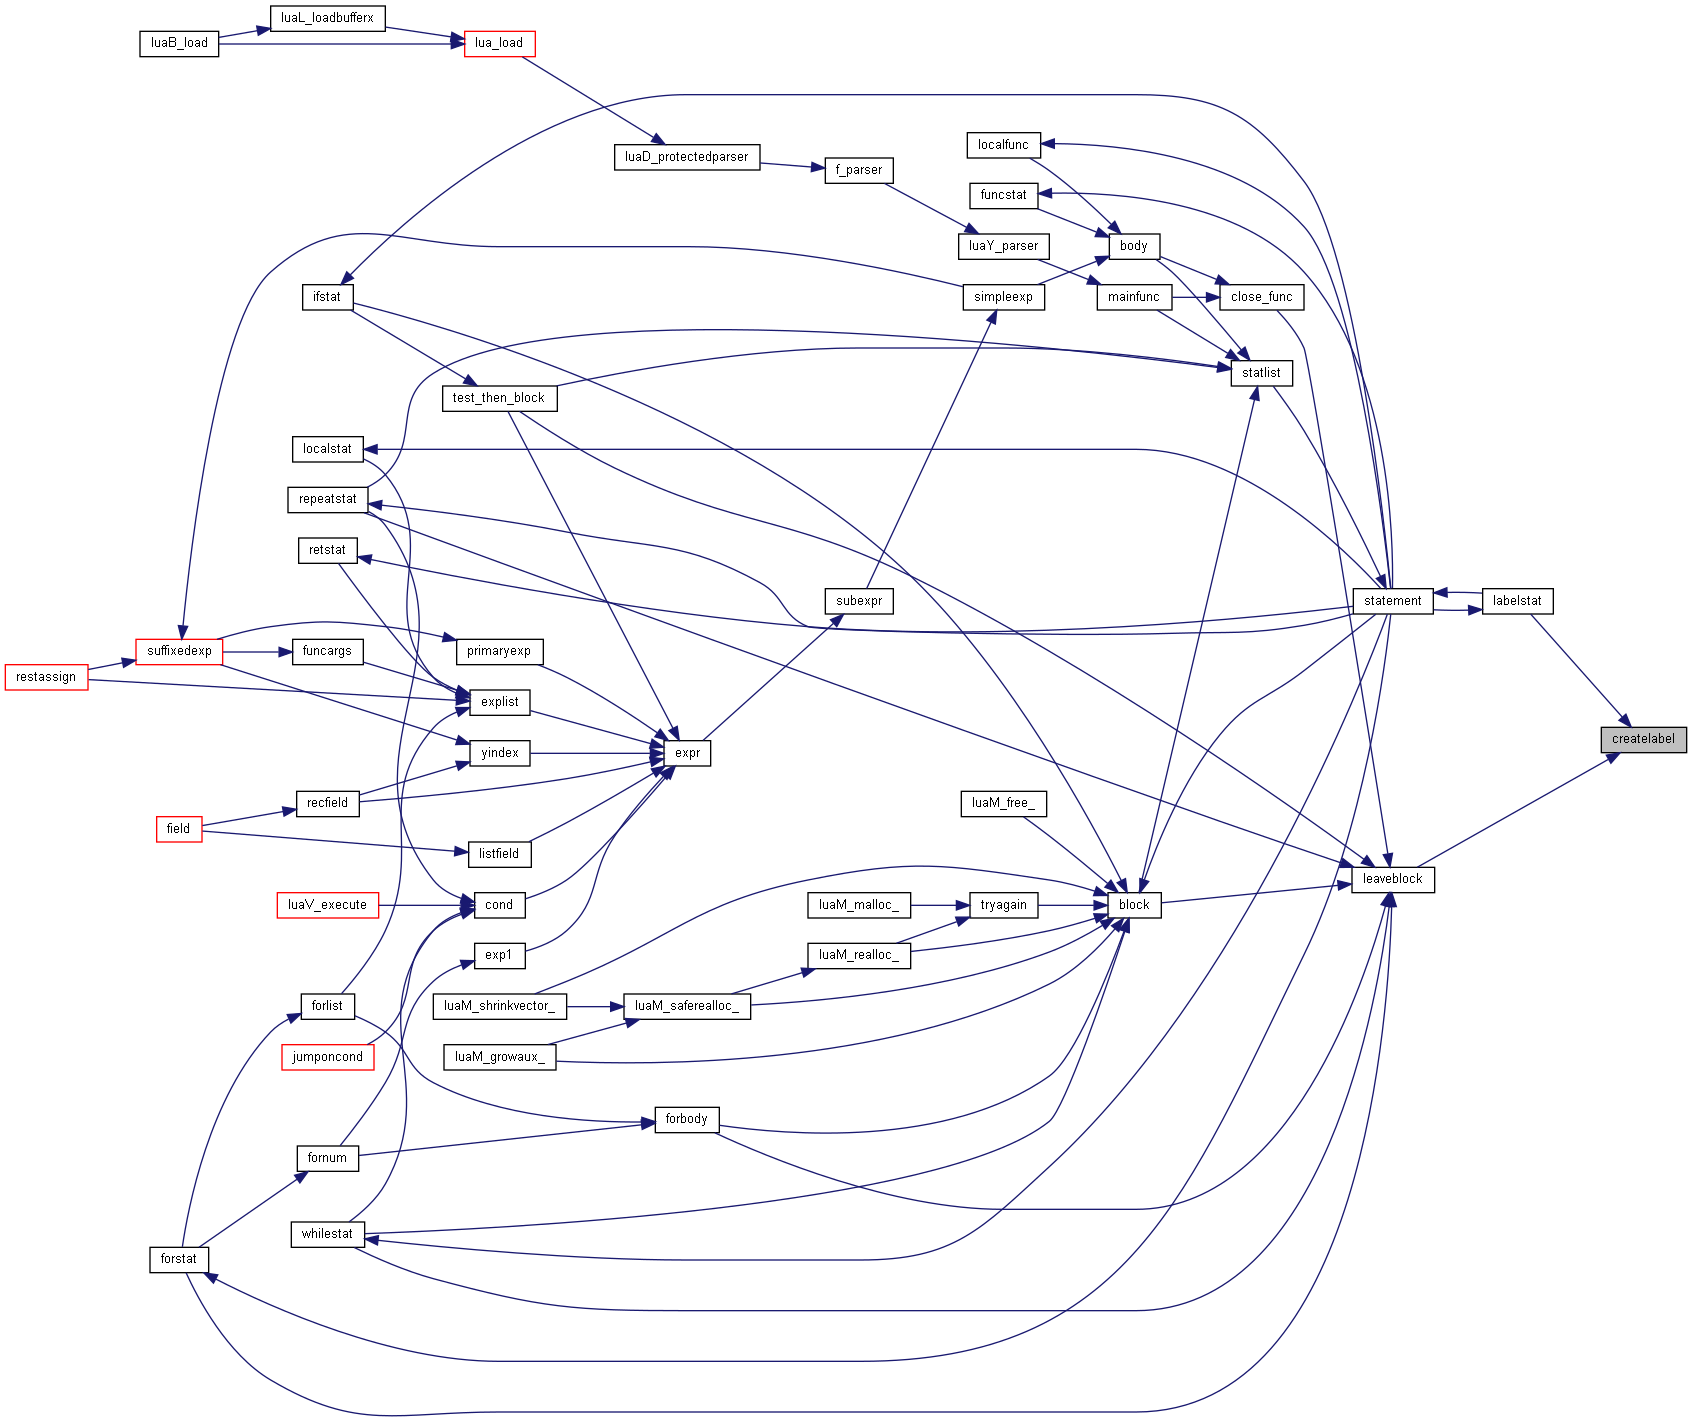 luaL_loadbufferx
luaB_load
lua_load
localfunc
luaD_protectedparser
f_parser
funcstat
luaY_parser
body
ifstat
simpleexp
mainfunc
close_func
statlist
test_then_block
localstat
repeatstat
retstat
subexpr
statement
labelstat
suffixedexp
funcargs
primaryexp
restassign
explist
createlabel
yindex
expr
recfield
luaM_free_
field
listfield
leaveblock
luaV_execute
cond
luaM_malloc_
tryagain
block
exp1
luaM_realloc_
forlist
luaM_shrinkvector_
luaM_saferealloc_
jumponcond
luaM_growaux_
forbody
fornum
whilestat
forstat